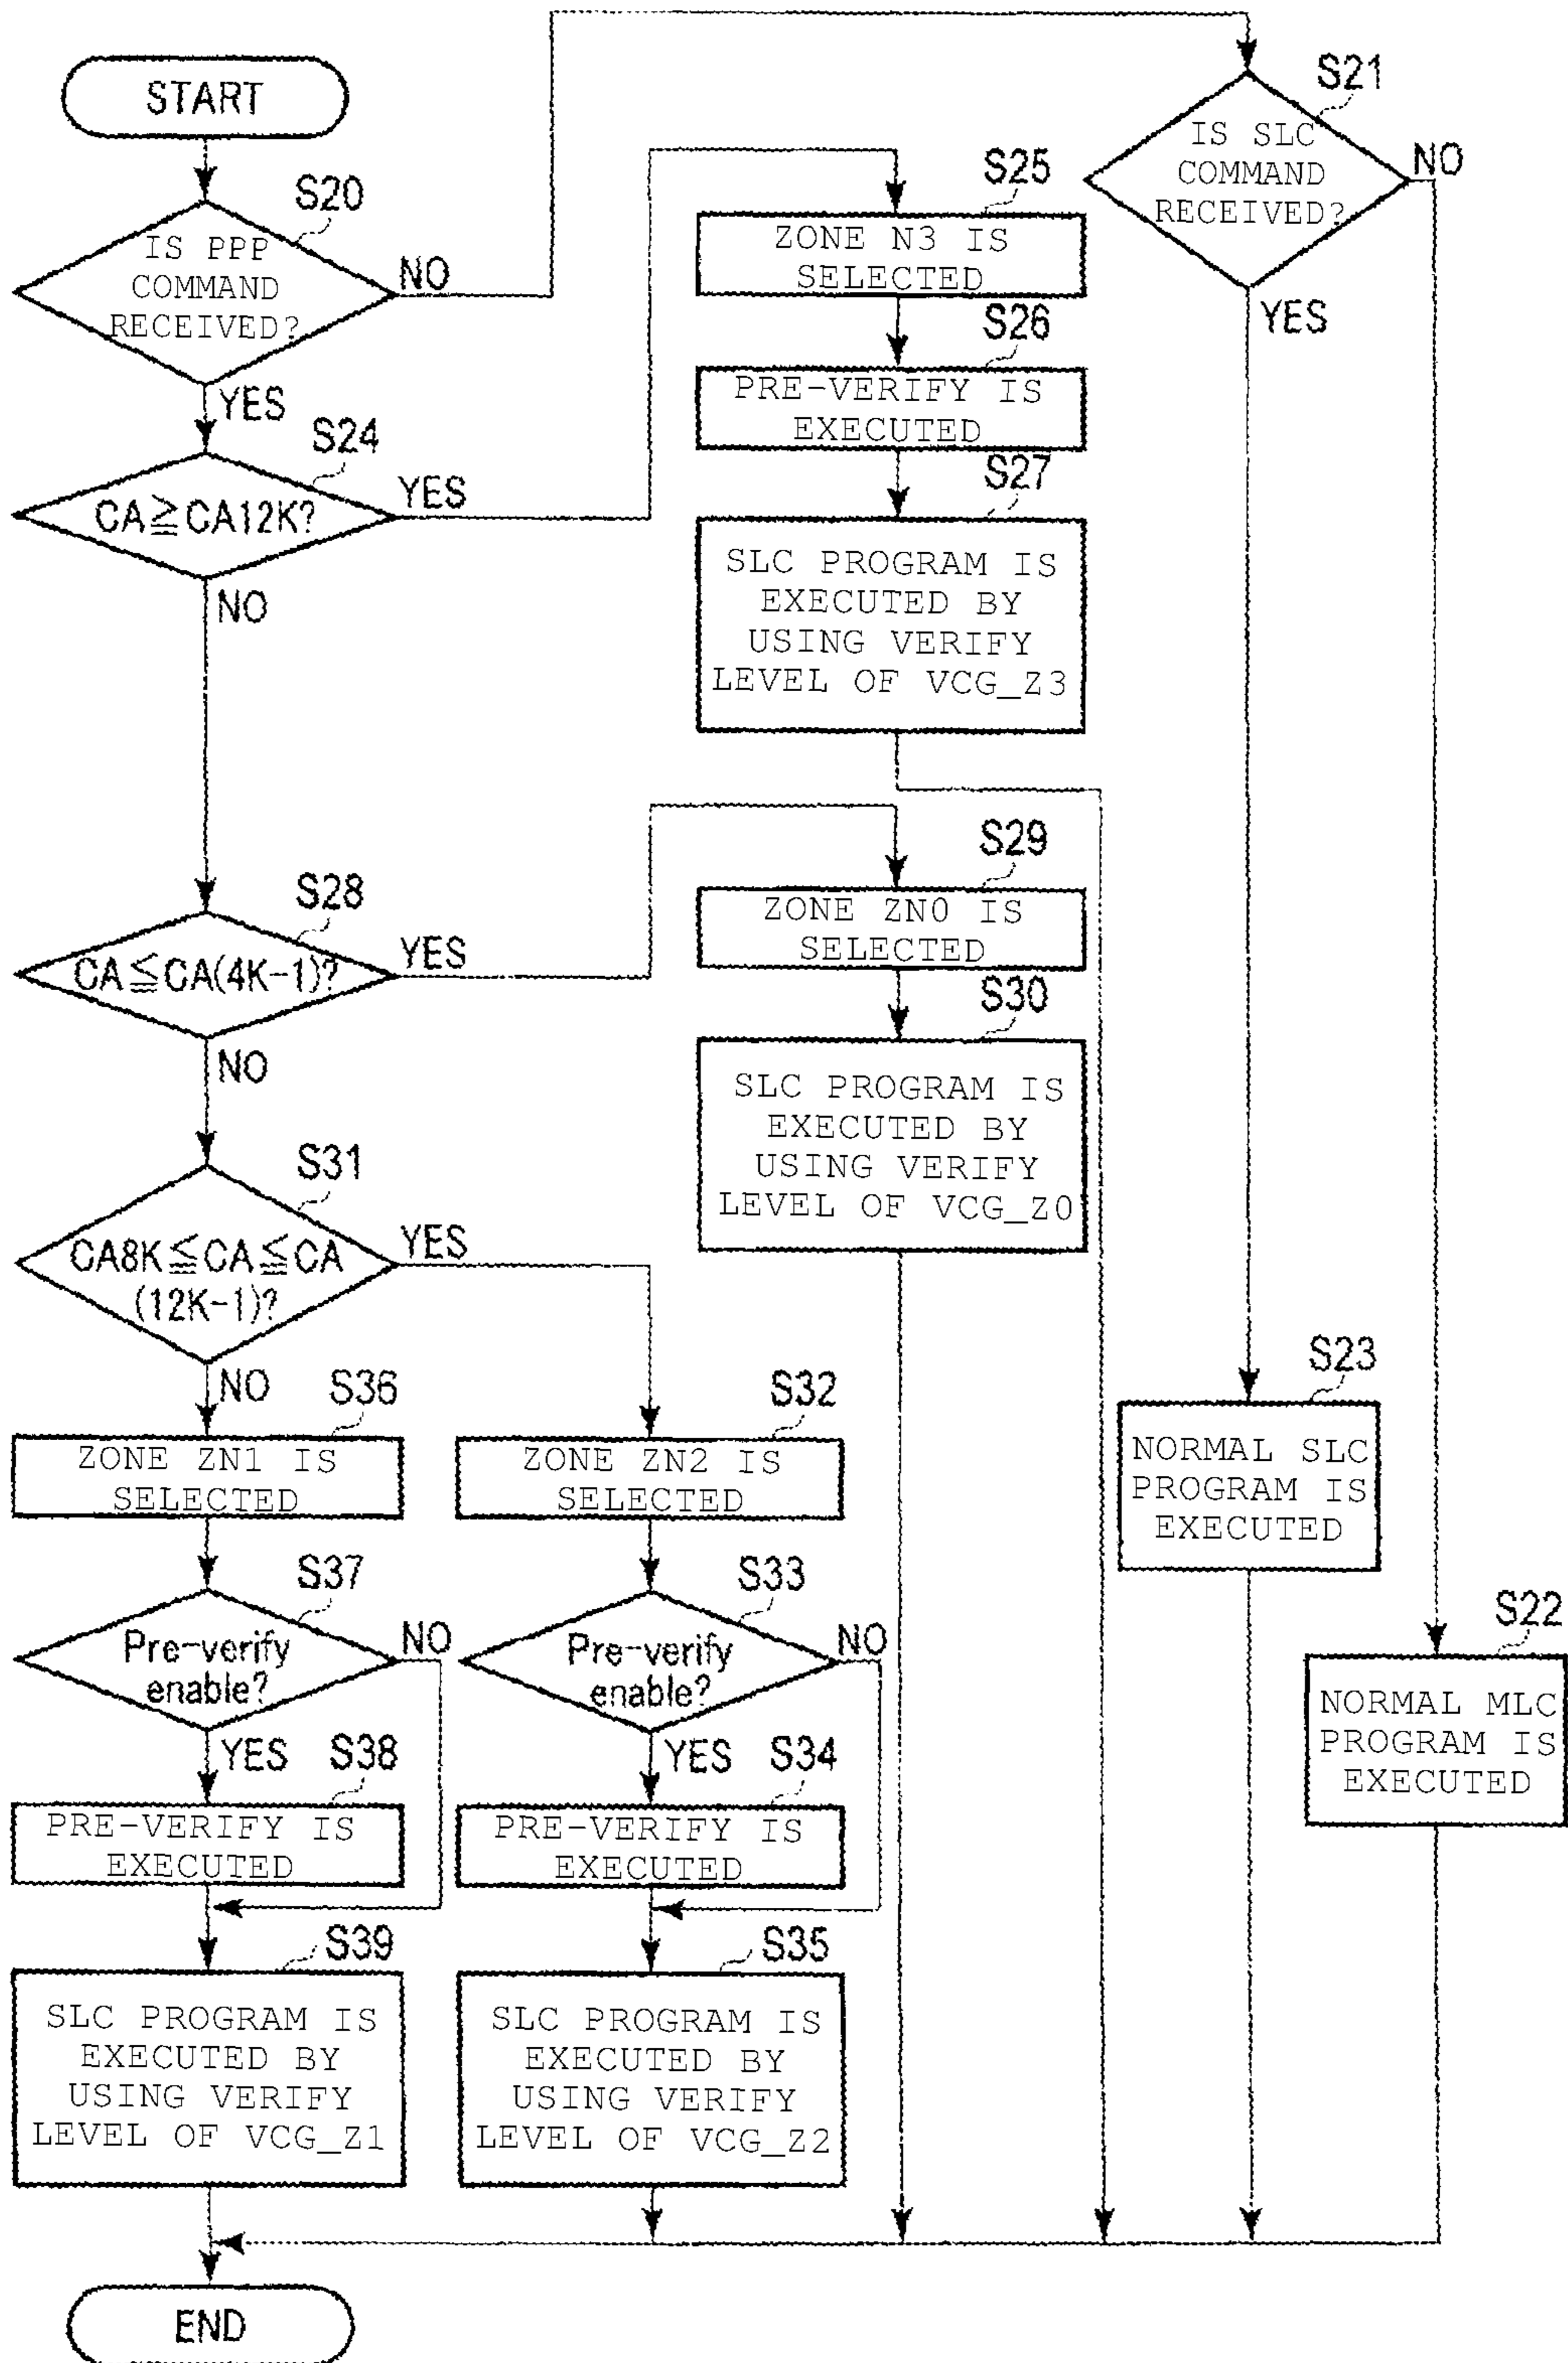 START
S20
IS PPP
COMMAND
RECEIVED?
NO
YES
S21
IS SLC
COMMAND
RECEIVED?
NO
YES
S24
CA≧CA12K?
YES
NO
S25
ZONE N3 IS
SELECTED
S26
PRE-VERIFY IS
EXECUTED
S27
SLC PROGRAM IS
EXECUTED BY
USING VERIFY
LEVEL OF VCG_Z3
S28
CA≦CA(4K-1)?
YES
NO
S29
ZONE ZN0 IS
SELECTED
S30
SLC PROGRAM IS
EXECUTED BY
USING VERIFY
LEVEL OF VCG_Z0
S31
CA8K≦CA≦CA
(12K-1)?
YES
NO
S36
ZONE ZN1 IS
SELECTED
S32
ZONE ZN2 IS
SELECTED
S23
NORMAL SLC
PROGRAM IS
EXECUTED
S37
Pre-verify
enable?
NO
YES
S33
Pre-verify
enable?
NO
YES
S22
NORMAL MLC
PROGRAM IS
EXECUTED
S38
PRE-VERIFY IS
EXECUTED
S34
PRE-VERIFY IS
EXECUTED
S39
SLC PROGRAM IS
EXECUTED BY
USING VERIFY
LEVEL OF VCG_Z1
S35
SLC PROGRAM IS
EXECUTED BY
USING VERIFY
LEVEL OF VCG_Z2
END